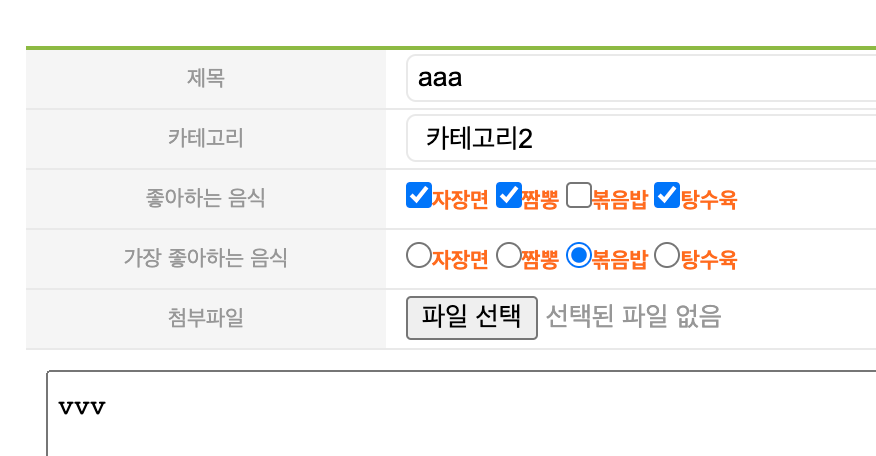 제목 aaa
카테고리 카테고리2
좋아하는 음식 자장면 짬뽕 볶음밥 탕수육
가장 좋아하는 음식 자장면 짬뽕 볶음밥 탕수육
첨부파일 파일 선택 선택된 파일 없음
vvv